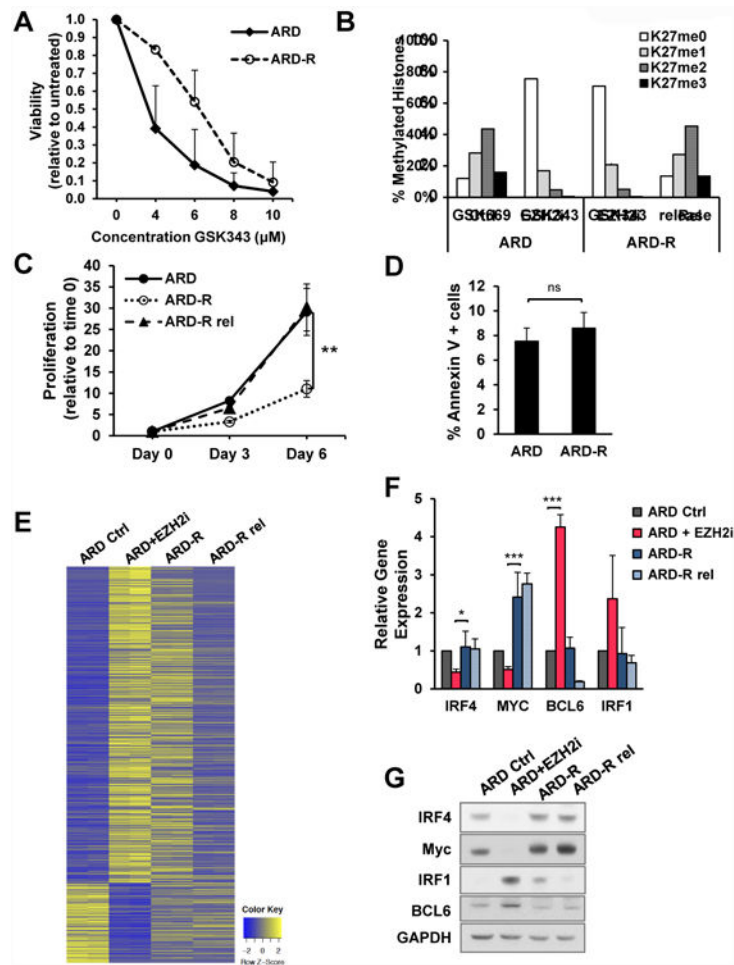 A
1.0
0.9
0.8
0.7
0.6
0.5
0.4
0.3
0.2
0.1
0.0
Viability
(relative to untreated)
ARD
ARD-R
0 4 6 8 10
Concentration GSK343 (µM)
B
% Methylated Histones
K27me0
K27me1
K27me2
K27me3
ARD
ARD-R
C
40
35
30
25
20
15
10
5
0
Proliferation
(relative to time 0)
ARD
ARD-R
ARD-R rel
**
Day 0 Day 3 Day 6
D
12
10
8
6
4
2
0
% Annexin V + cells
ns
ARD ARD-R
E
ARD Ctrl
ARD+EZH2i
ARD-R
ARD-R rel
Color Key
-2 0 2
Row Z-Score
F
5
4
3
2
1
0
Relative Gene
Expression
*
***
***
ARD Ctrl
ARD + EZH2i
ARD-R
ARD-R rel
IRF4 MYC BCL6 IRF1
G
ARD Ctrl
ARD+EZH2i
ARD-R
ARD-R rel
IRF4
Myc
IRF1
BCL6
GAPDH